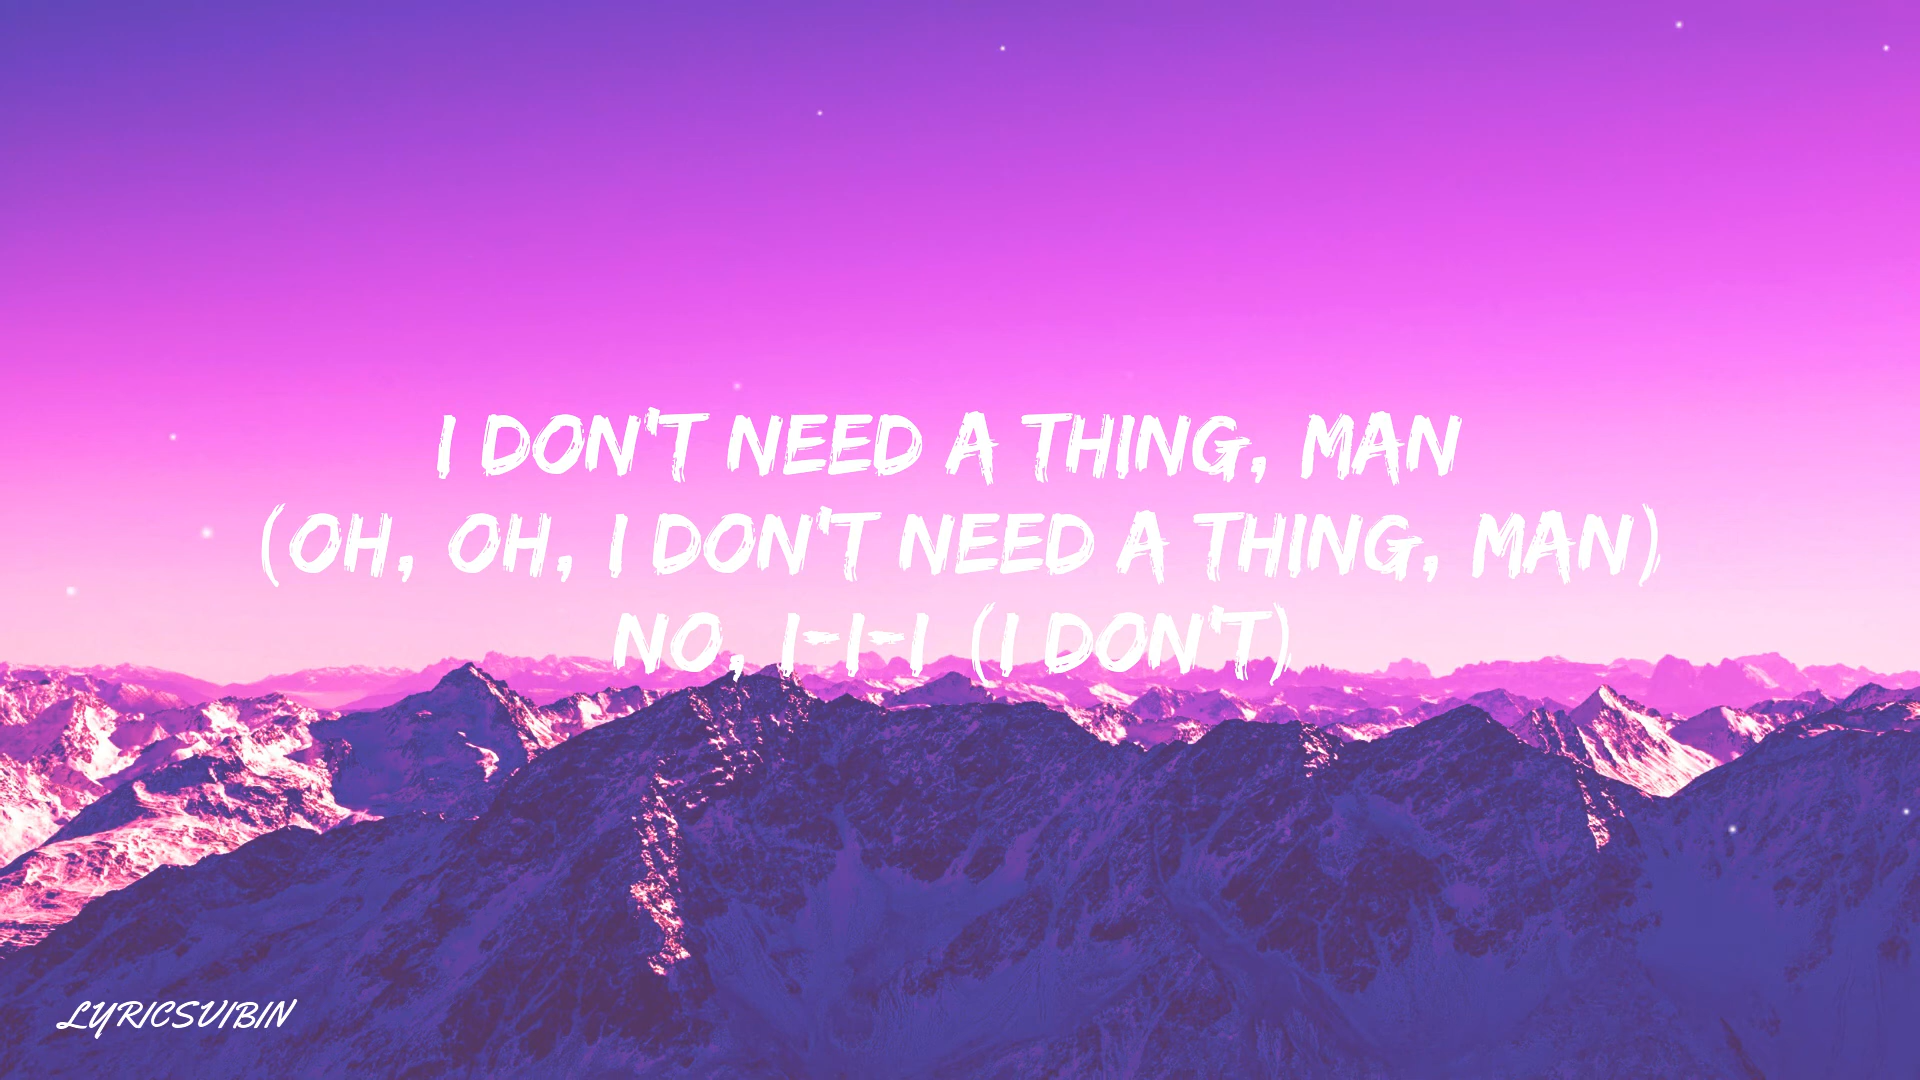 I DON'T NEED A THING, MAN
(OH, OH, I DON'T NEED A THING, MAN)
NO, I-I-I (I DON'T)
LYRICSVIBIN